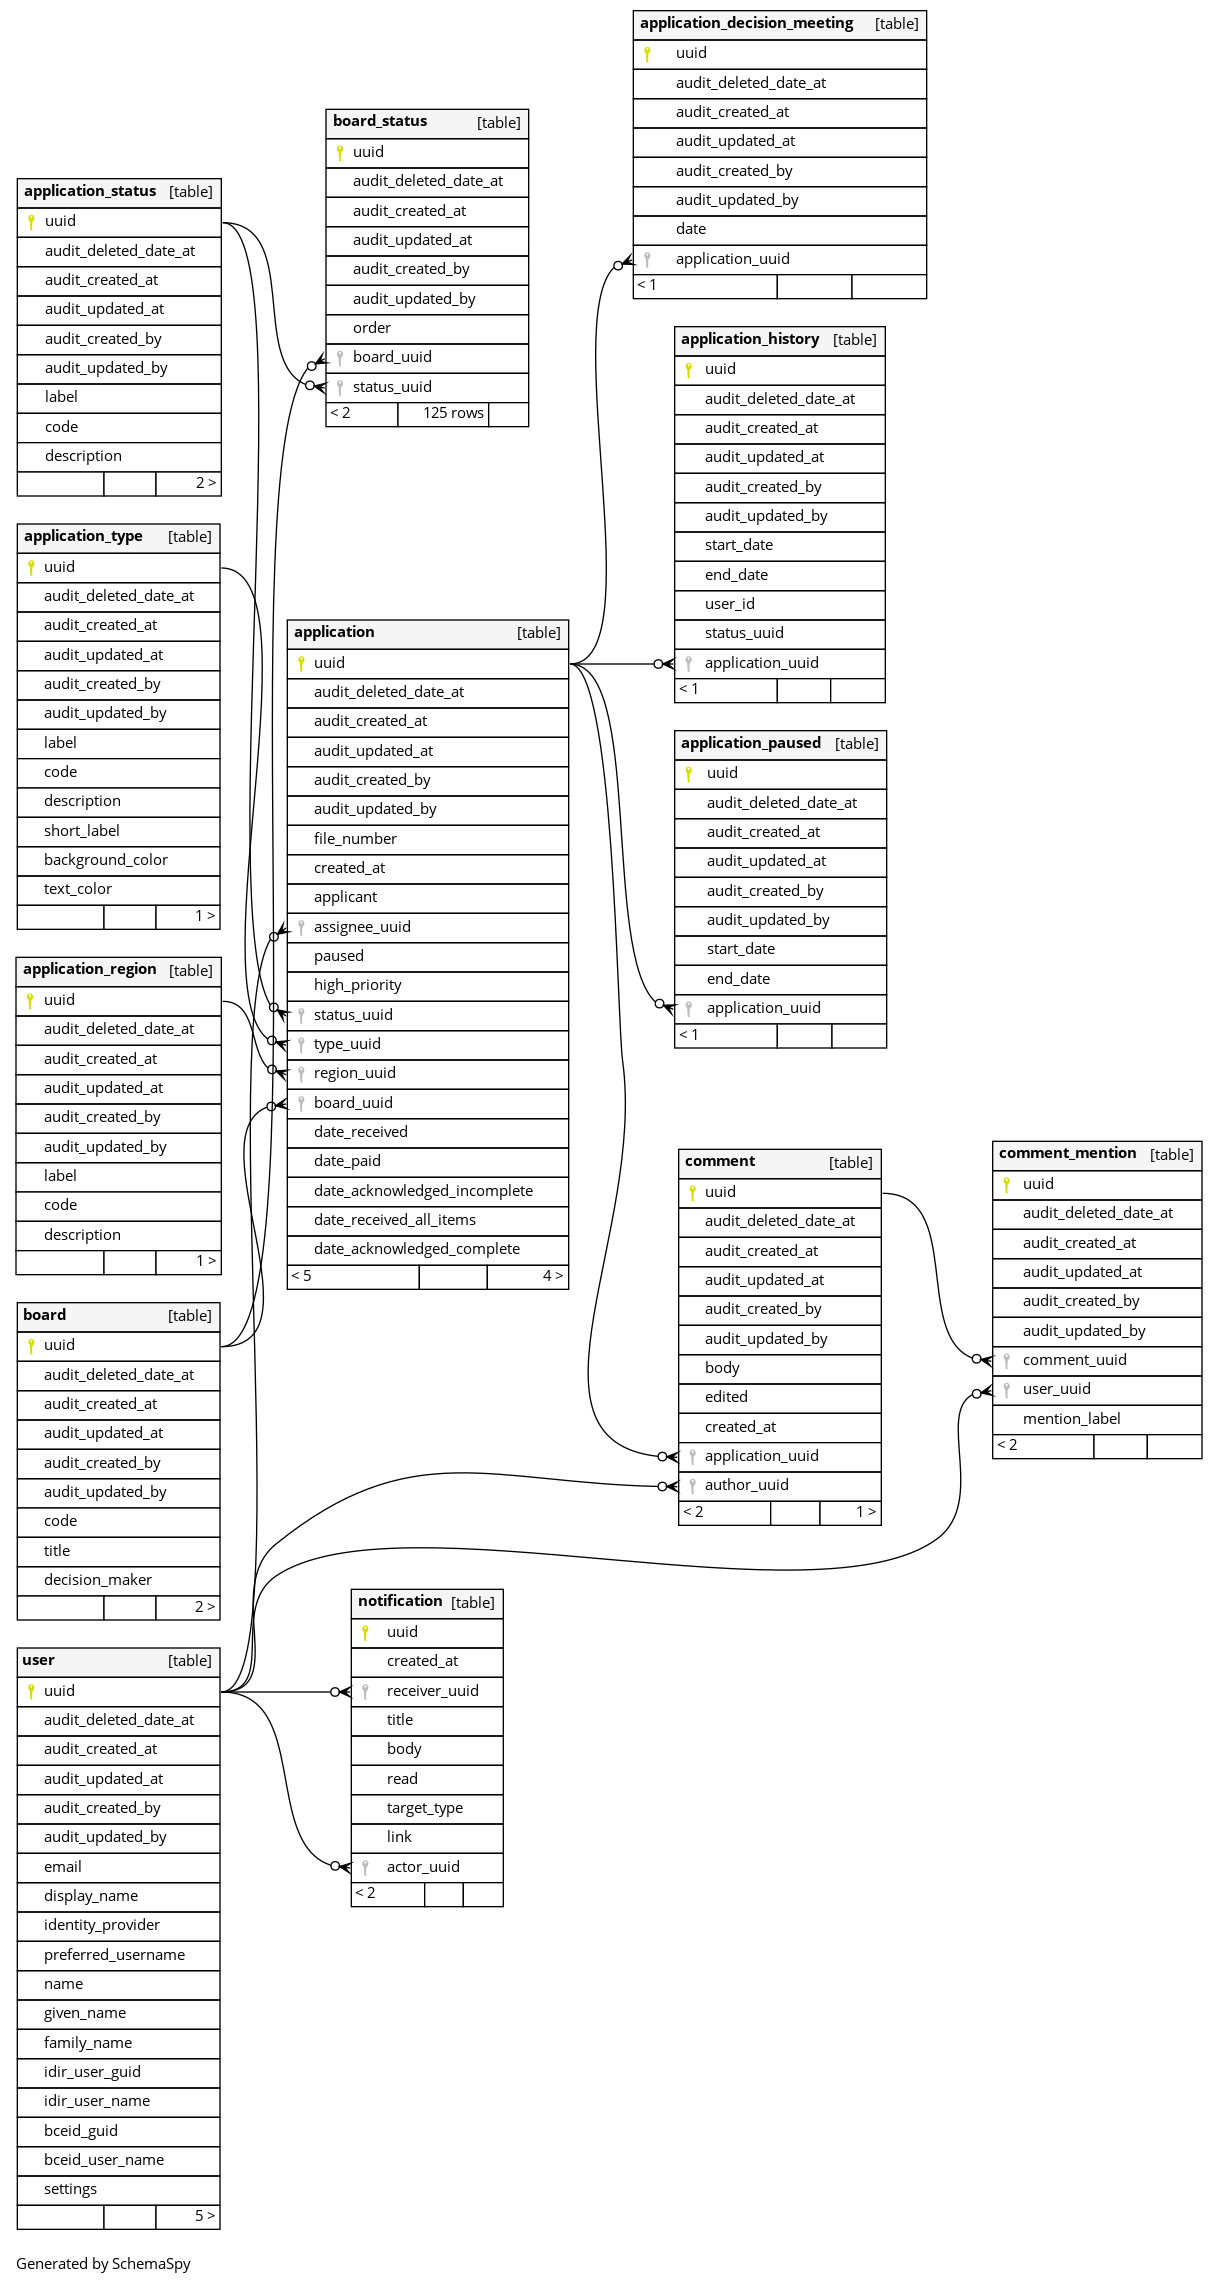 application_decision_meeting [table]
uuid
audit_deleted_date_at
audit_created_at
audit_updated_at
audit_created_by
audit_updated_by
date
application_uuid
< 1
board_status [table]
uuid
audit_deleted_date_at
audit_created_at
audit_updated_at
audit_created_by
audit_updated_by
order
board_uuid
status_uuid
< 2 125 rows
application_status [table]
uuid
audit_deleted_date_at
audit_created_at
audit_updated_at
audit_created_by
audit_updated_by
label
code
description
2 >
application_history [table]
uuid
audit_deleted_date_at
audit_created_at
audit_updated_at
audit_created_by
audit_updated_by
start_date
end_date
user_id
status_uuid
application_uuid
< 1
application_type [table]
uuid
audit_deleted_date_at
audit_created_at
audit_updated_at
audit_created_by
audit_updated_by
label
code
description
short_label
background_color
text_color
1 >
application [table]
uuid
audit_deleted_date_at
audit_created_at
audit_updated_at
audit_created_by
audit_updated_by
file_number
created_at
applicant
assignee_uuid
paused
high_priority
status_uuid
type_uuid
region_uuid
board_uuid
date_received
date_paid
date_acknowledged_incomplete
date_received_all_items
date_acknowledged_complete
< 5 4 >
application_paused [table]
uuid
audit_deleted_date_at
audit_created_at
audit_updated_at
audit_created_by
audit_updated_by
start_date
end_date
application_uuid
< 1
application_region [table]
uuid
audit_deleted_date_at
audit_created_at
audit_updated_at
audit_created_by
audit_updated_by
label
code
description
1 >
comment [table]
uuid
audit_deleted_date_at
audit_created_at
audit_updated_at
audit_created_by
audit_updated_by
body
edited
created_at
application_uuid
author_uuid
< 2 1 >
comment_mention [table]
uuid
audit_deleted_date_at
audit_created_at
audit_updated_at
audit_created_by
audit_updated_by
comment_uuid
user_uuid
mention_label
< 2
board [table]
uuid
audit_deleted_date_at
audit_created_at
audit_updated_at
audit_created_by
audit_updated_by
code
title
decision_maker
2 >
notification [table]
uuid
created_at
receiver_uuid
title
body
read
target_type
link
actor_uuid
< 2
user [table]
uuid
audit_deleted_date_at
audit_created_at
audit_updated_at
audit_created_by
audit_updated_by
email
display_name
identity_provider
preferred_username
name
given_name
family_name
idir_user_guid
idir_user_name
bceid_guid
bceid_user_name
settings
5 >
Generated by SchemaSpy